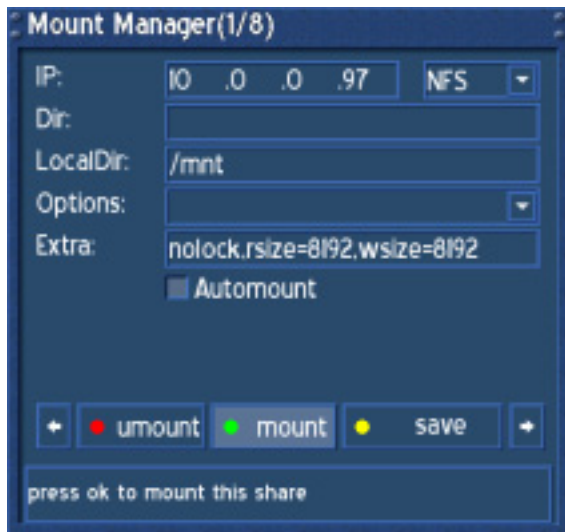 Mount Manager(1/8)
IP: 10 .0 .0 .97 NFS
Dir:
LocalDir: /mnt
Options:
Extra: nolock,rsize=8192,wsize=8192
Automount
umount mount save
press ok to mount this share